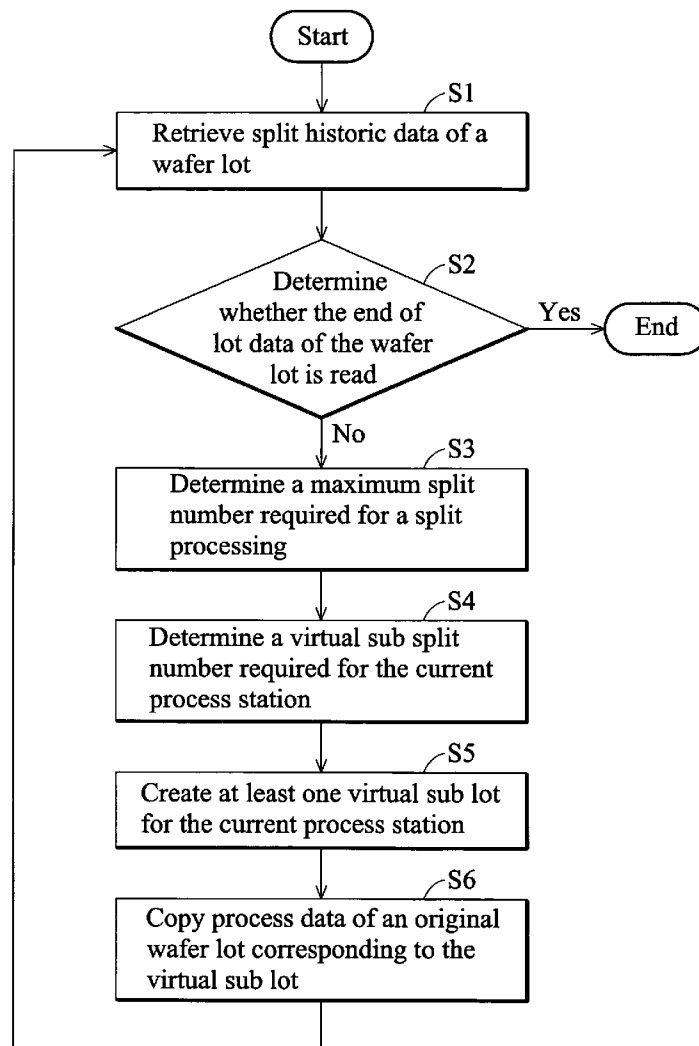 Start
S1
Retrieve split historic data of a
wafer lot
S2
Determine
whether the end of
lot data of the wafer
lot is read
Yes
End
No
S3
Determine a maximum split
number required for a split
processing
S4
Determine a virtual sub split
number required for the current
process station
S5
Create at least one virtual sub lot
for the current process station
S6
Copy process data of an original
wafer lot corresponding to the
virtual sub lot